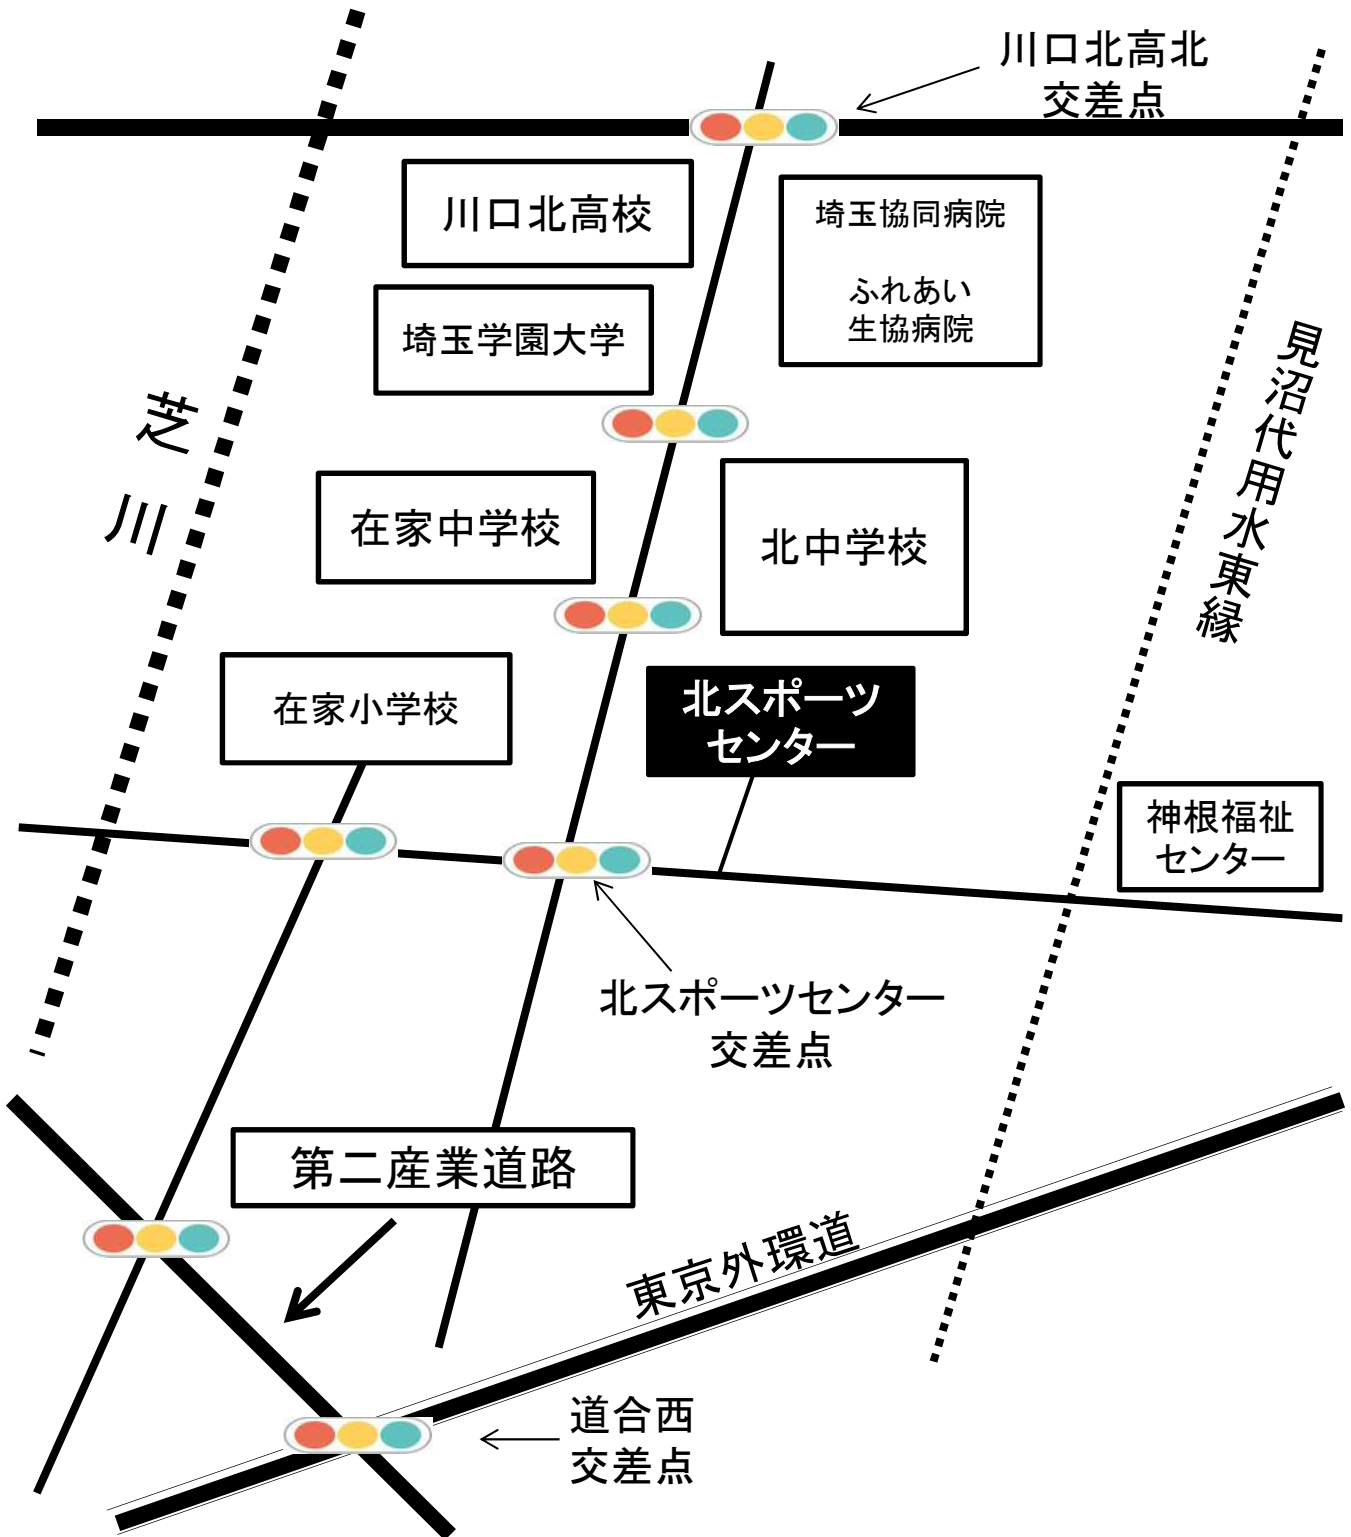 川口北高北
交差点
川口北高校
埼玉協同病院
ふれあい
生協病院
埼玉学園大学
見沼代用水東縁
芝川
在家中学校
北中学校
在家小学校
北スポーツ
センター
神根福祉
センター
北スポーツセンター
交差点
第二産業道路
東京外環道
道合西
交差点